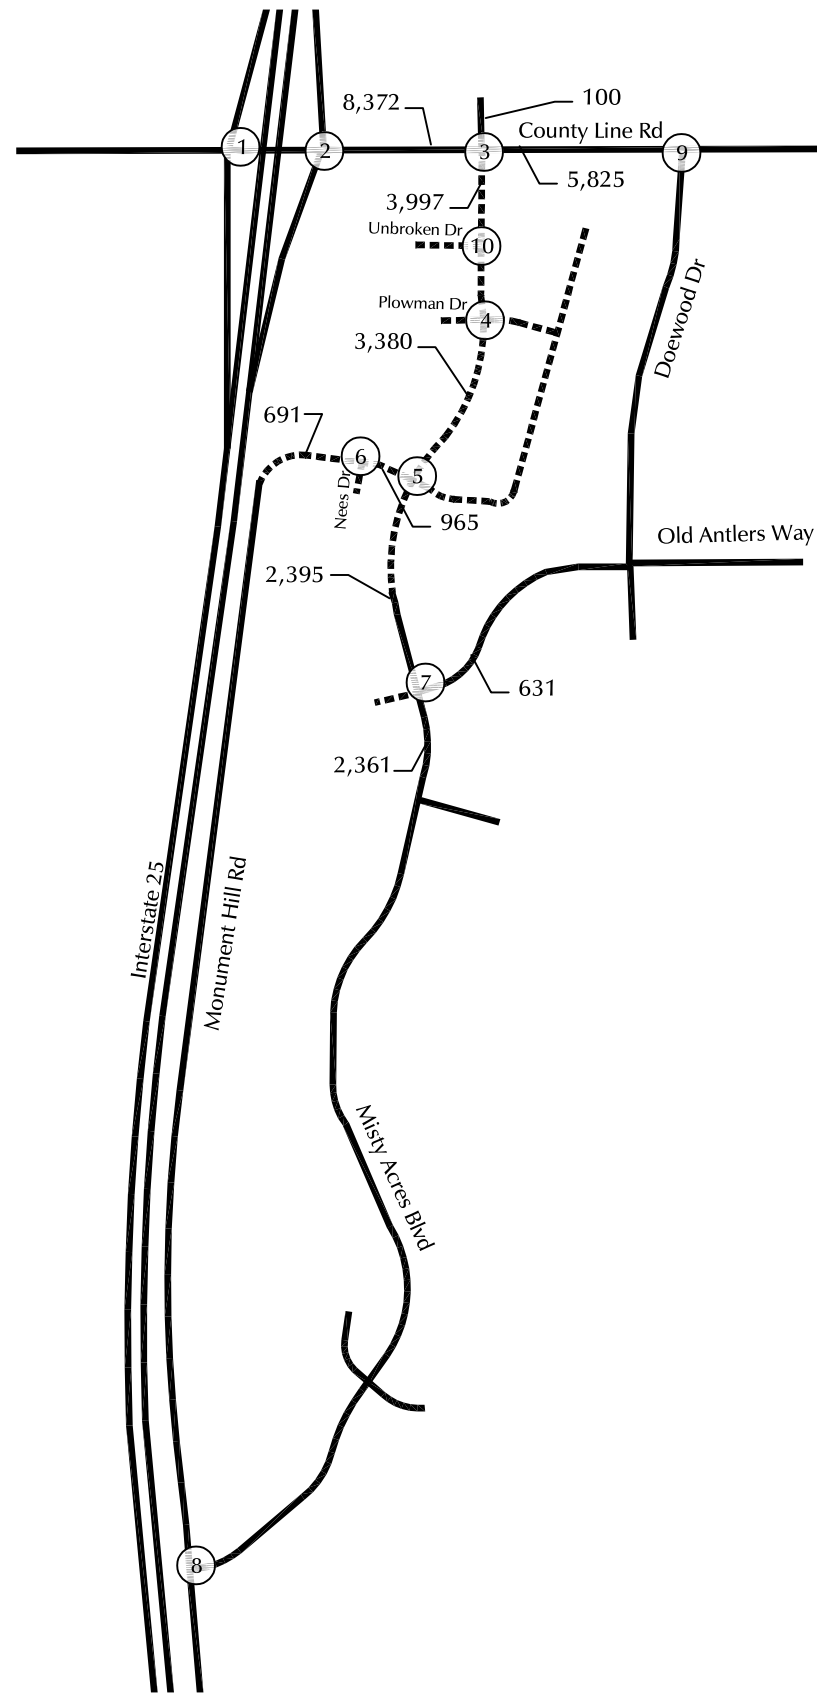 100
8,372
County Line Rd
1
2
3
9
5,825
3,997
Unbroken Dr
10
Plowman Dr
4
3,380
Doewood Dr
691
6
5
Nees Dr
965
Old Antlers Way
2,395
7
631
2,361
Interstate 25
Monument Hill Rd
Misty Acres Blvd
8